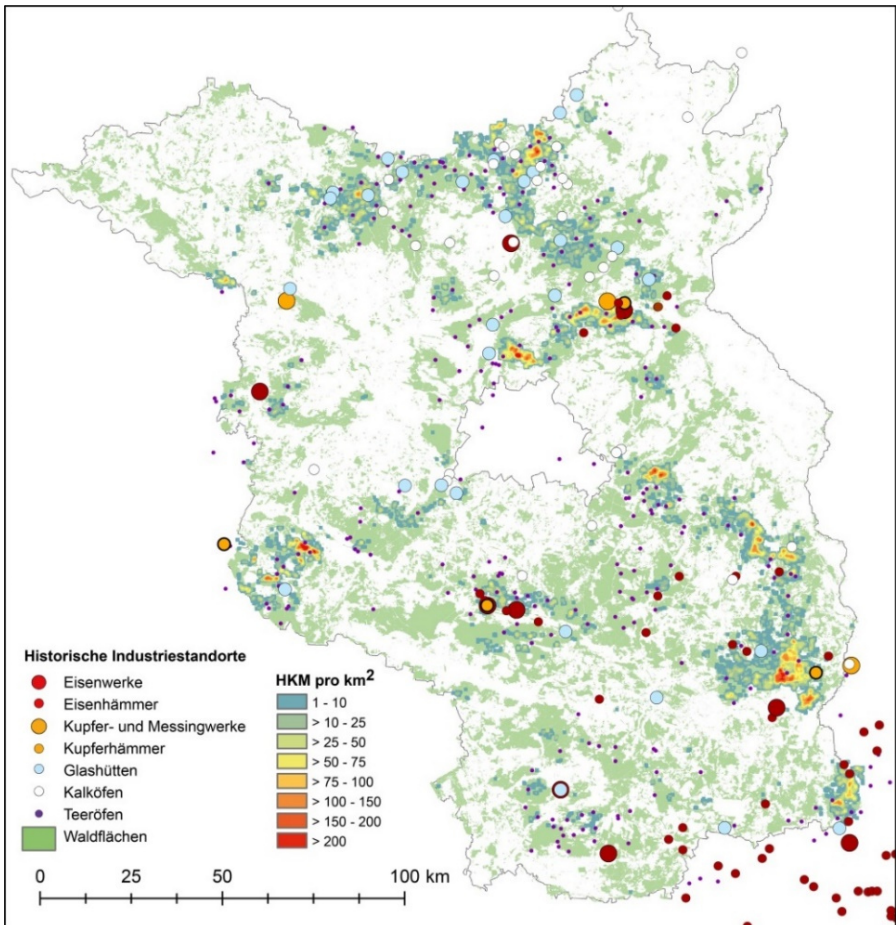 Historische Industriestandorte
Eisenwerke
Eisenhämmer
Kupfer- und Messingwerke
Kupferhämmer
Glashütten
Kalköfen
Teeröfen
Waldflächen
HKM pro km²
1 - 10
> 10 - 25
> 25 - 50
> 50 - 75
> 75 - 100
> 100 - 150
> 150 - 200
> 200
0 25 50 100 km